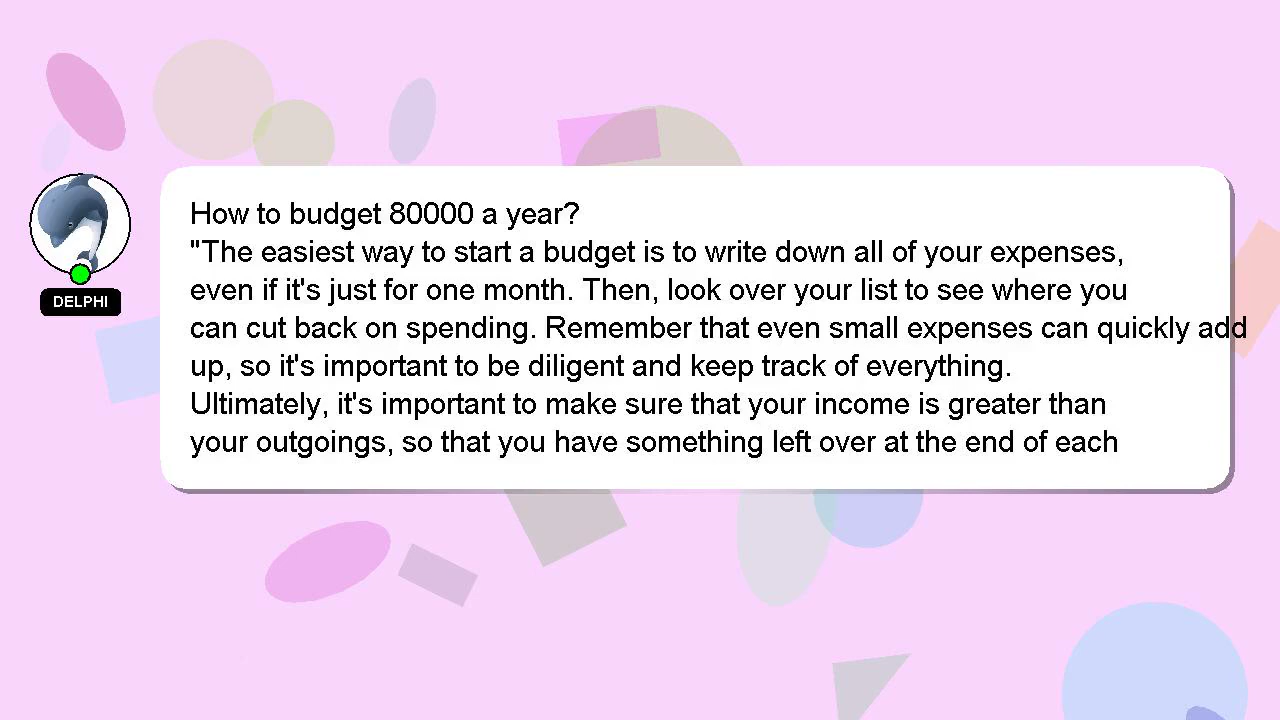 How to budget 80000 a year?
"The easiest way to start a budget is to write down all of your expenses,
even if it's just for one month. Then, look over your list to see where you
can cut back on spending. Remember that even small expenses can quickly add
up, so it's important to be diligent and keep track of everything.
Ultimately, it's important to make sure that your income is greater than
your outgoings, so that you have something left over at the end of each
DELPHI